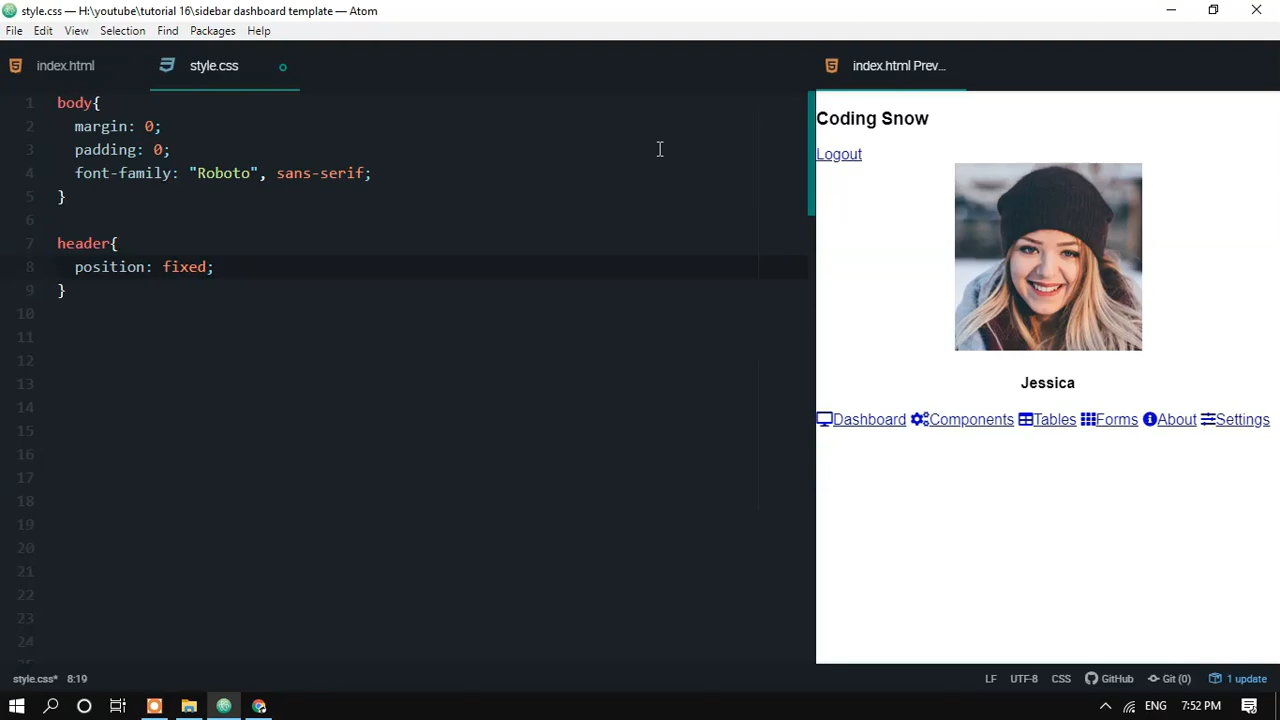 style.css — H:\youtube\tutorial 16\sidebar dashboard template — Atom
File Edit View Selection Find Packages Help
index.html style.css index.html Prev...
1 body{
2 margin: 0;
3 padding: 0;
4 font-family: "Roboto", sans-serif;
5 }
6
7 header{
8 position: fixed;
9 }
10
11
12
13
14
15
16
17
18
19
20
21
22
23
24
Coding Snow
Logout
Jessica
Dashboard Components Tables Forms About Settings
style.css* 8:19 LF UTF-8 CSS GitHub Git (0) 1 update
ENG 7:52 PM